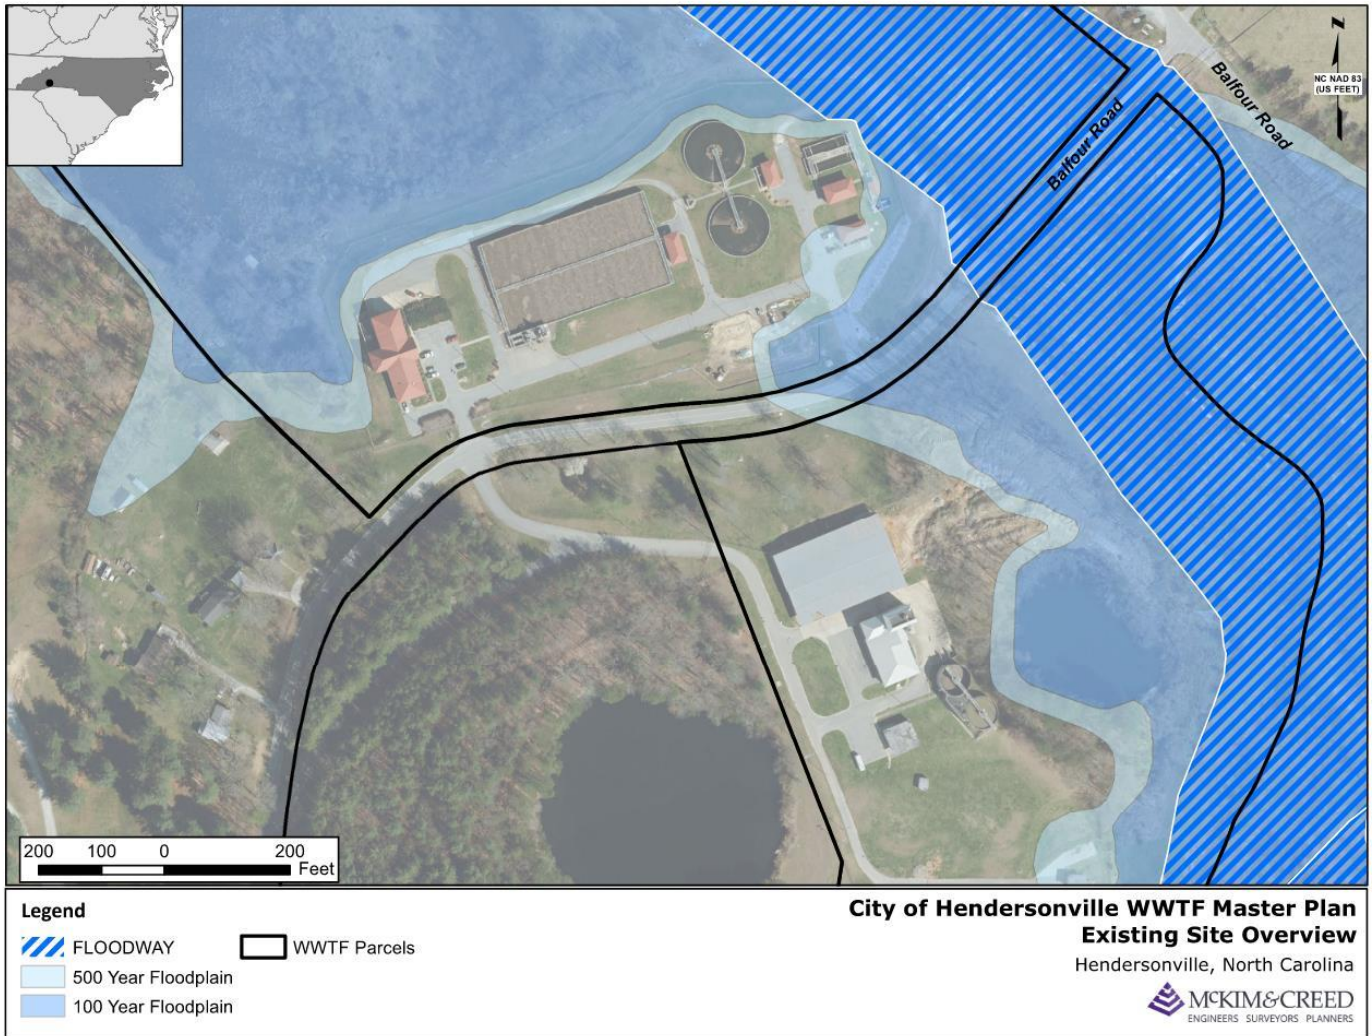 Balfour Road
Balfour Road
N
NC NAD 83
(US FEET)
200 100 0 200
Feet
Legend
FLOODWAY
WWTF Parcels
500 Year Floodplain
100 Year Floodplain
City of Hendersonville WWTF Master Plan
Existing Site Overview
Hendersonville, North Carolina
MCKIM&CREED
ENGINEERS SURVEYORS PLANNERS